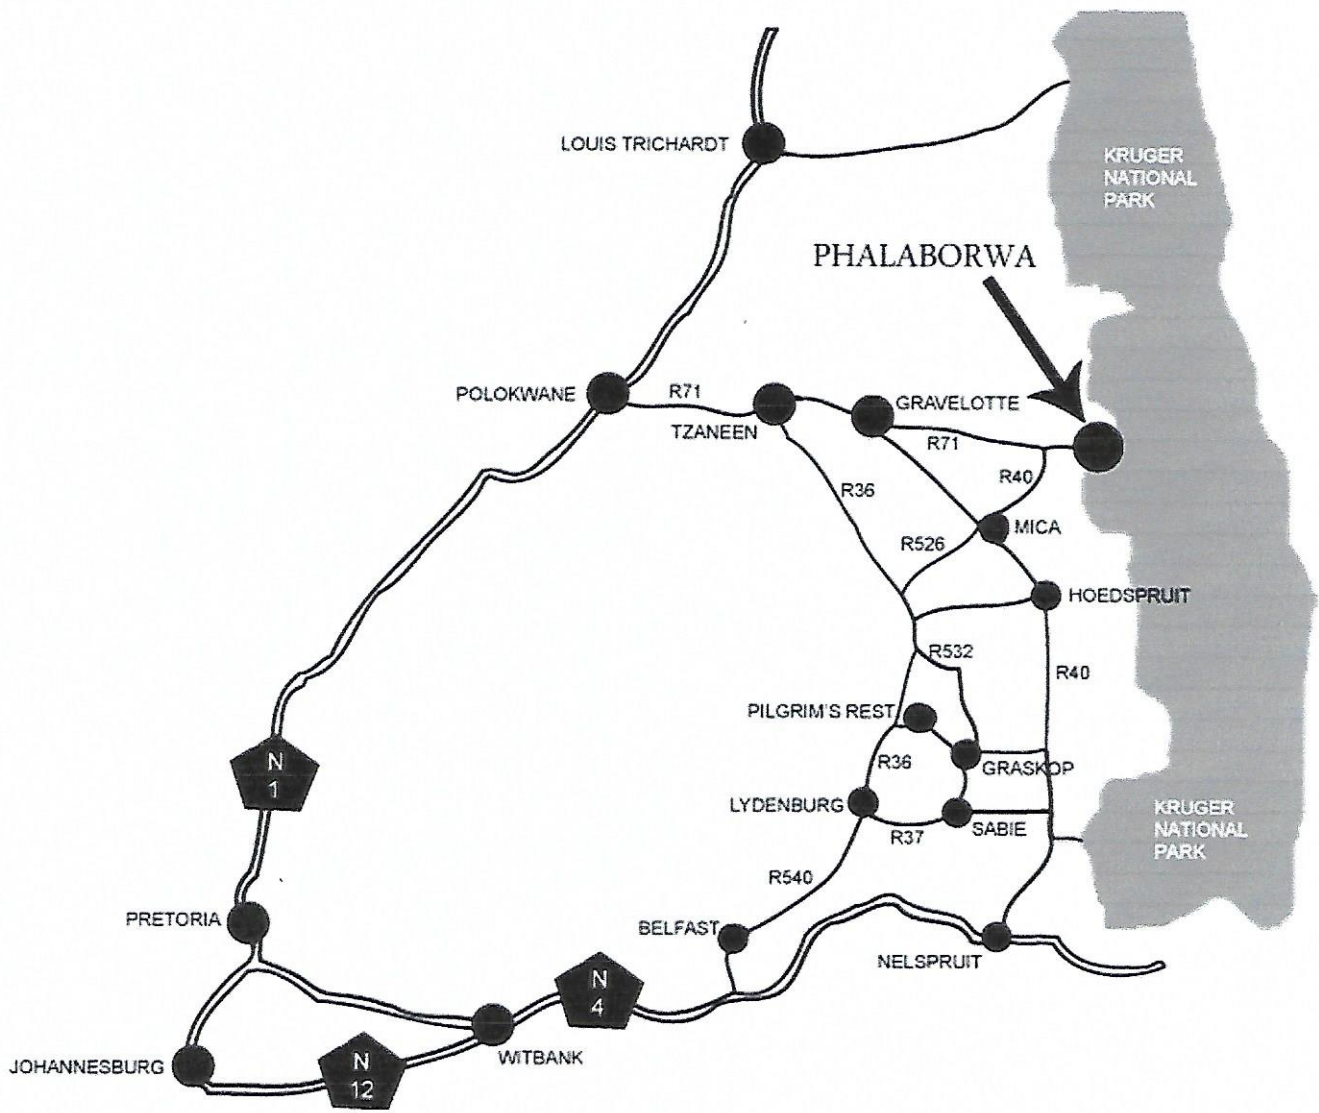 LOUIS TRICHARDT
KRUGER
NATIONAL
PARK
PHALABORWA
POLOKWANE
R71
TZANEEN
GRAVELOTTE
R71
R36
R40
R526
MICA
HOEDSPRUIT
R532
R40
PILGRIM'S REST
N
1
R36
GRASKOP
LYDENBURG
SABIE
R37
KRUGER
NATIONAL
PARK
R540
PRETORIA
BELFAST
NELSPRUIT
N
4
WITBANK
JOHANNESBURG
N
12